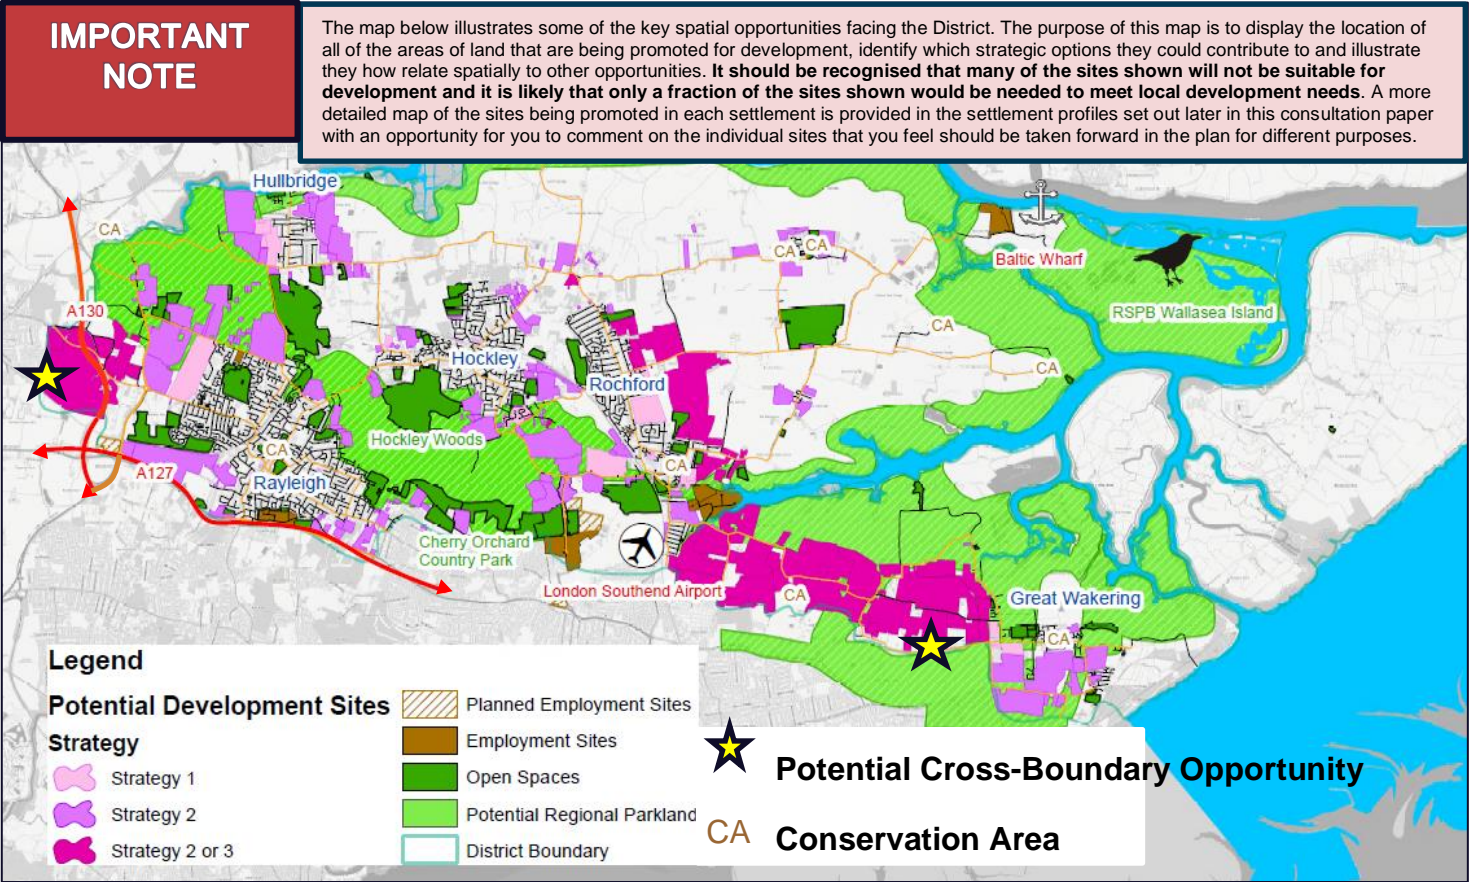 IMPORTANT
NOTE
The map below illustrates some of the key spatial opportunities facing the District. The purpose of this map is to display the location of
all of the areas of land that are being promoted for development, identify which strategic options they could contribute to and illustrate
they how relate spatially to other opportunities. It should be recognised that many of the sites shown will not be suitable for
development and it is likely that only a fraction of the sites shown would be needed to meet local development needs. A more
detailed map of the sites being promoted in each settlement is provided in the settlement profiles set out later in this consultation paper
with an opportunity for you to comment on the individual sites that you feel should be taken forward in the plan for different purposes.
Hullbridge
CA
CA
CA
Baltic Wharf
A130
RSPB Wallasea Island
CA
Hockley
CA
Rochford
Hockley Woods
CA
CA
A127
Rayleigh
Cherry Orchard
Country Park
London Southend Airport
CA
Great Wakering
CA
Legend
Potential Development Sites
Strategy
Strategy 1
Strategy 2
Strategy 2 or 3
Planned Employment Sites
Employment Sites
Open Spaces
Potential Regional Parkland
District Boundary
Potential Cross-Boundary Opportunity
CA Conservation Area